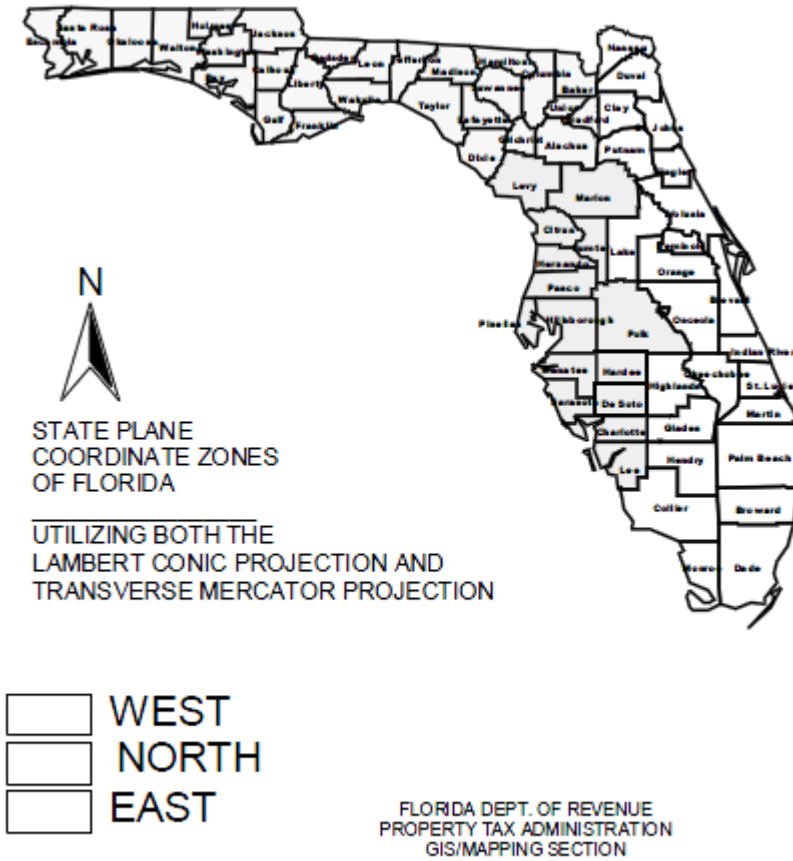 Escambia
Santa Rosa
Okaloosa
Walton
Holmes
Washington
Jackson
Bay
Calhoun
Gulf
Liberty
Gadsden
Franklin
Leon
Wakulla
Jefferson
Madison
Taylor
Hamilton
Suwannee
Lafayette
Dixie
Columbia
Gilchrist
Baker
Union
Bradford
Alachua
Nassau
Duval
Clay
St. Johns
Putnam
Flagler
Levy
Marion
Volusia
Citrus
Sumter
Lake
Seminole
Hernando
Orange
Pasco
Brevard
Pinellas
Hillsborough
Polk
Osceola
Indian River
Manatee
Hardee
Highlands
Okeechobee
St. Lucie
Sarasota
De Soto
Martin
Charlotte
Glades
Lee
Hendry
Palm Beach
Collier
Broward
Monroe
Dade
N
STATE PLANE
COORDINATE ZONES
OF FLORIDA
UTILIZING BOTH THE
LAMBERT CONIC PROJECTION AND
TRANSVERSE MERCATOR PROJECTION
WEST
NORTH
EAST
FLORIDA DEPT. OF REVENUE
PROPERTY TAX ADMINISTRATION
GIS/MAPPING SECTION